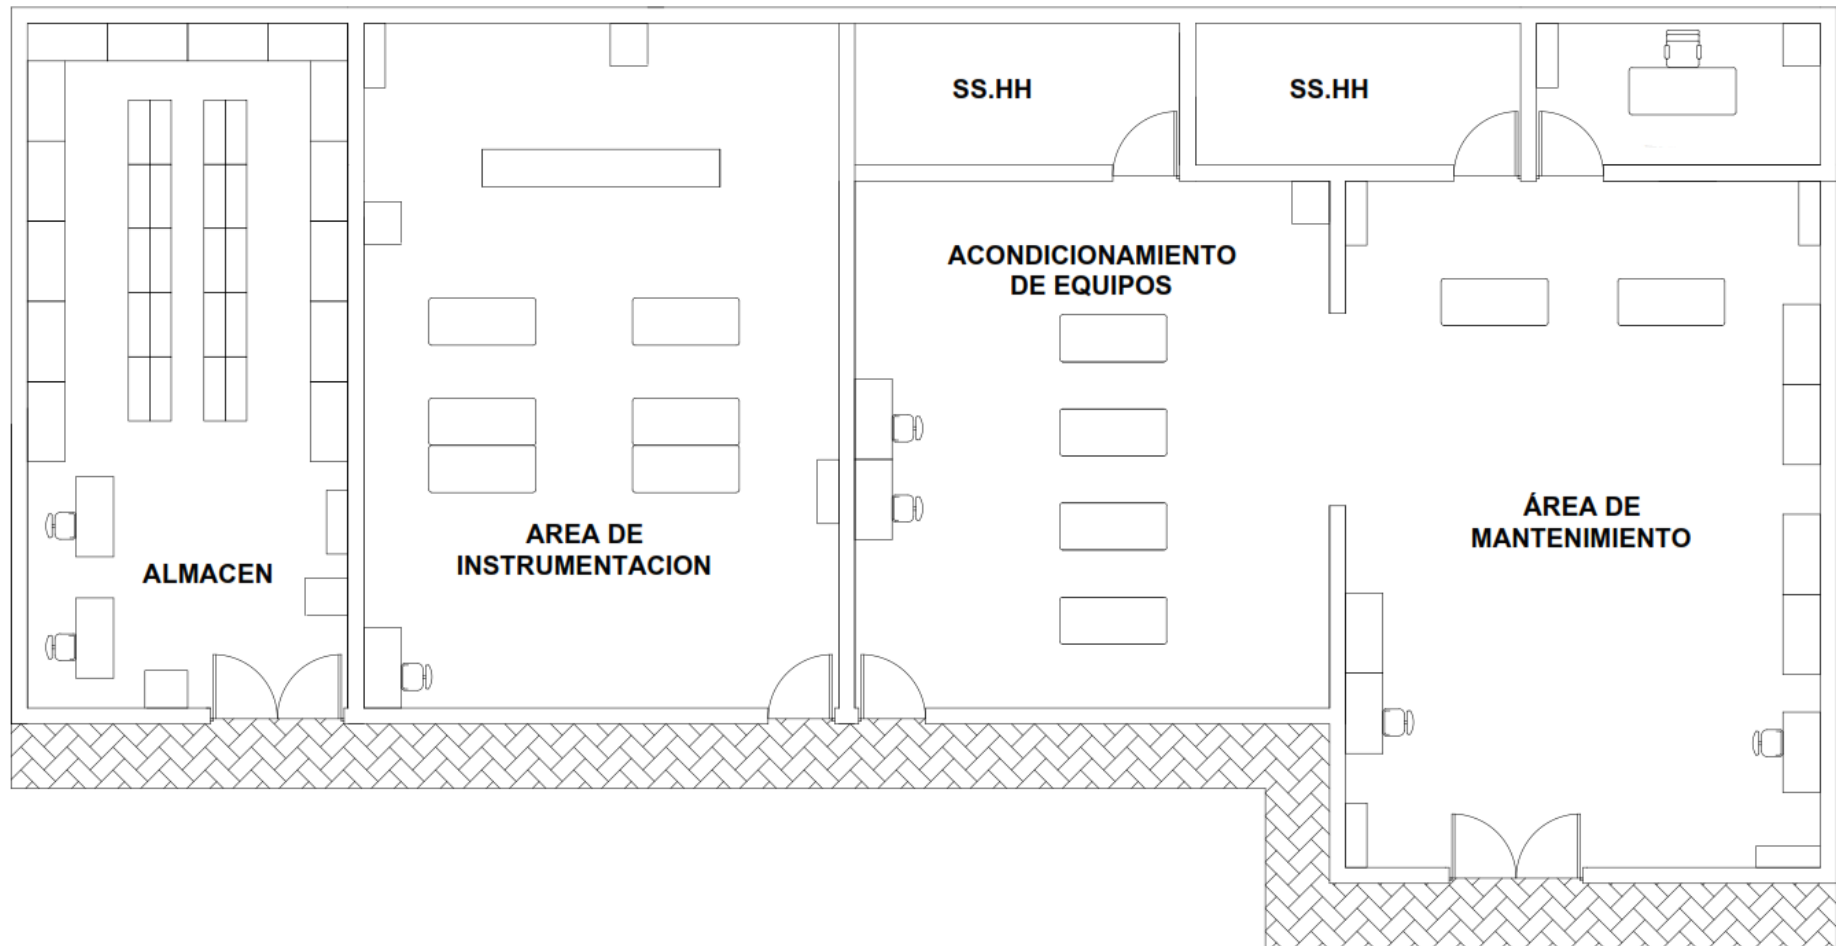 SS.HH
SS.HH
ACONDICIONAMIENTO
DE EQUIPOS
ÁREA DE
MANTENIMIENTO
AREA DE
INSTRUMENTACION
ALMACEN